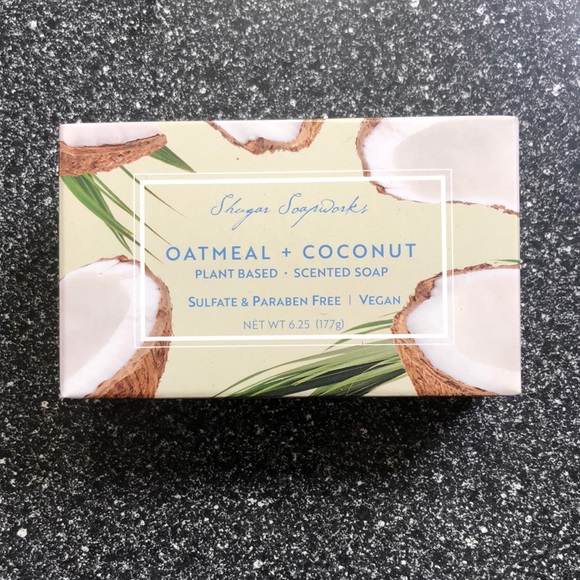 Shugar Soapworks
OATMEAL + COCONUT
PLANT BASED · SCENTED SOAP
SULFATE & PARABEN FREE | VEGAN
NET WT 6.25 (177g)